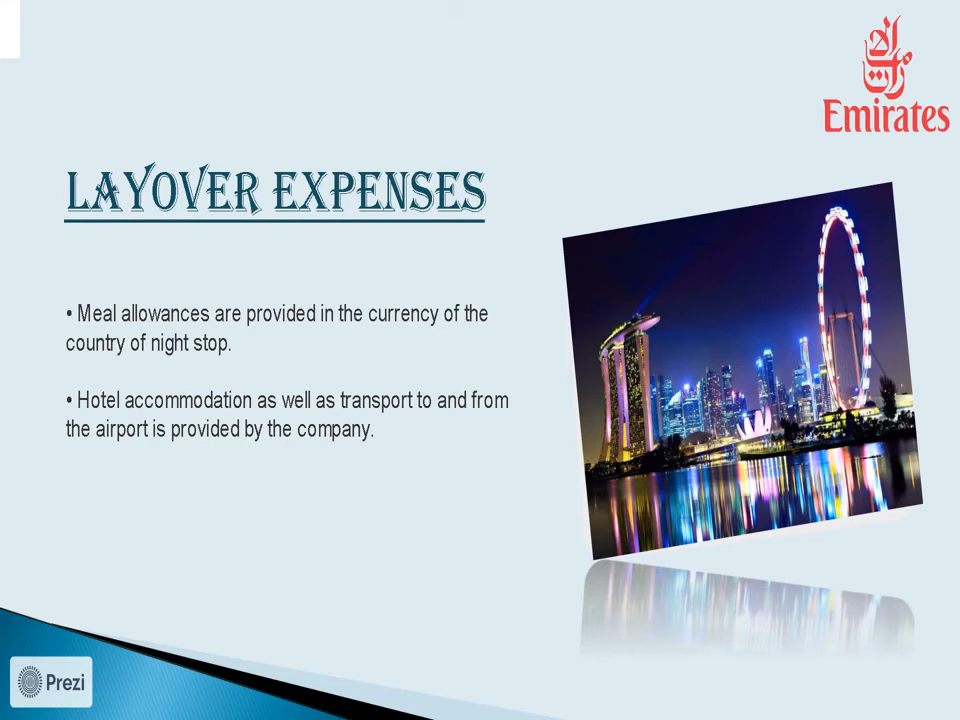 امارات
Emirates
LAYOVER EXPENSES
• Meal allowances are provided in the currency of the
country of night stop.
• Hotel accommodation as well as transport to and from
the airport is provided by the company.
Prezi